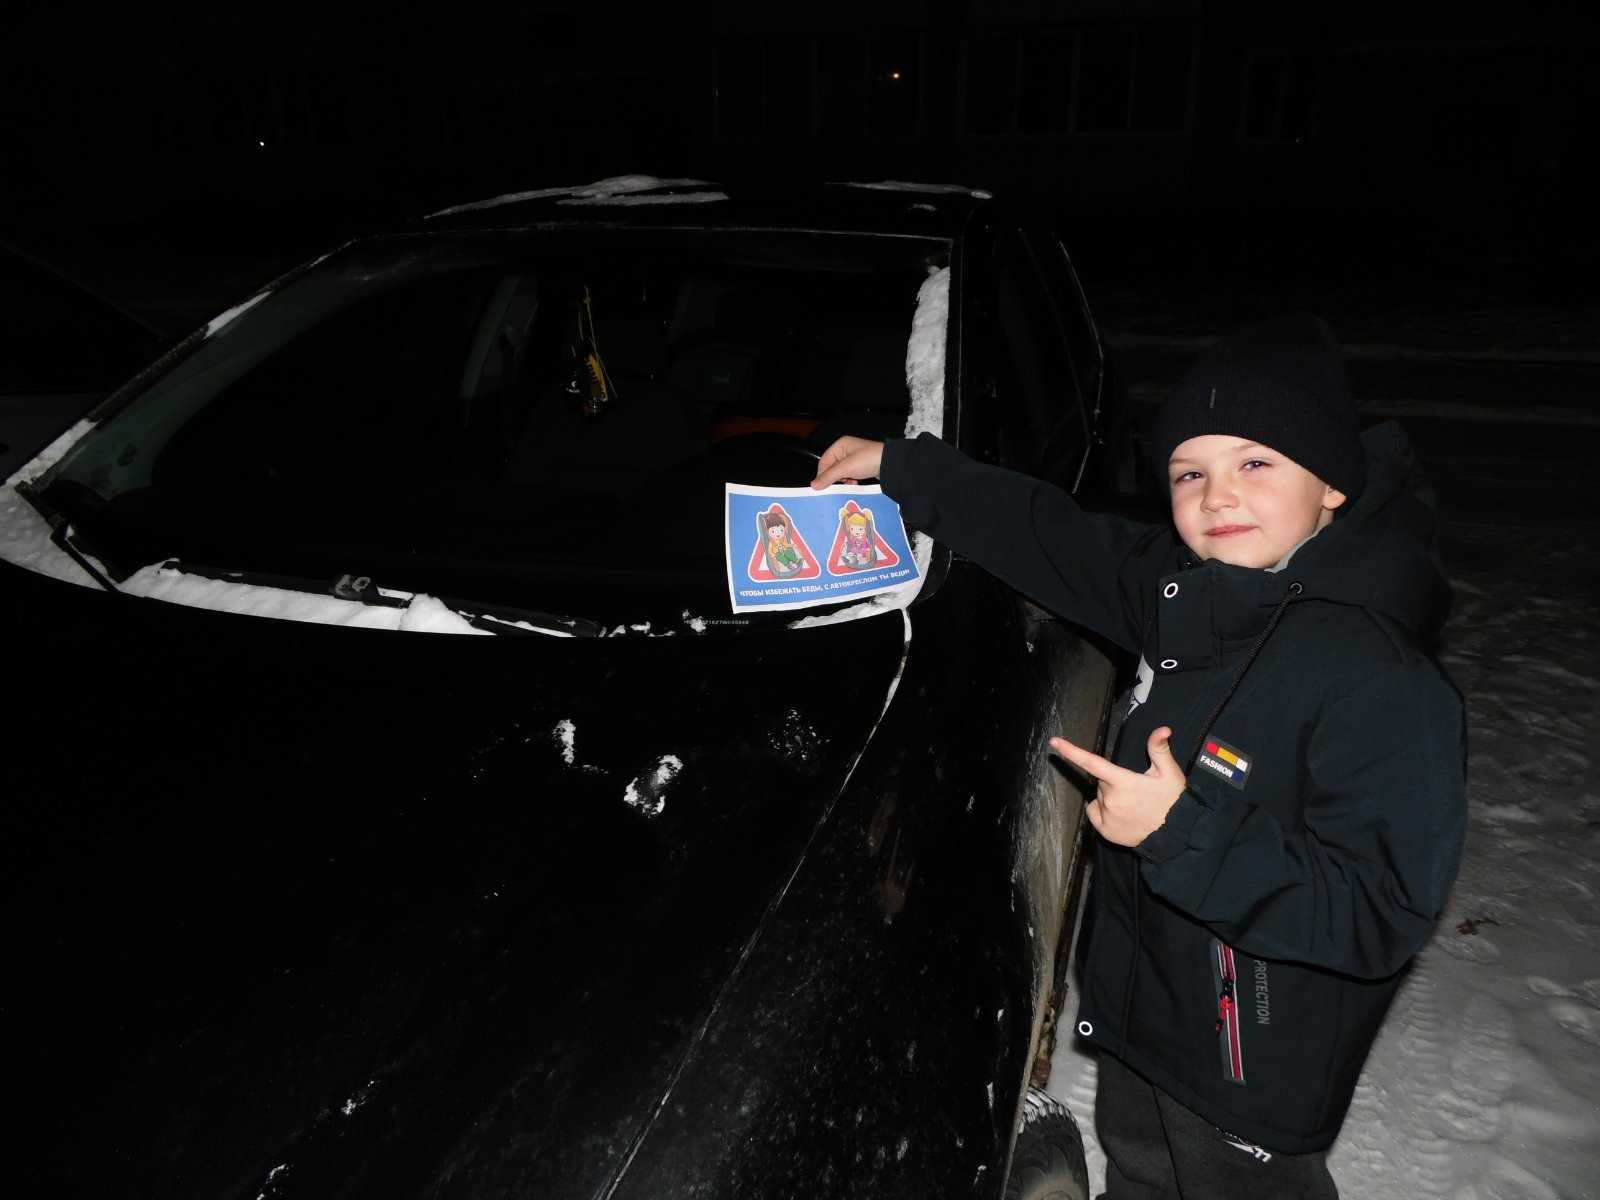 ЧТОБЫ ИЗБЕЖАТЬ БЕДЫ, С АВТОКРЕСЛОМ ТЫ ВЕДИ!
FASHION
PROTECTION